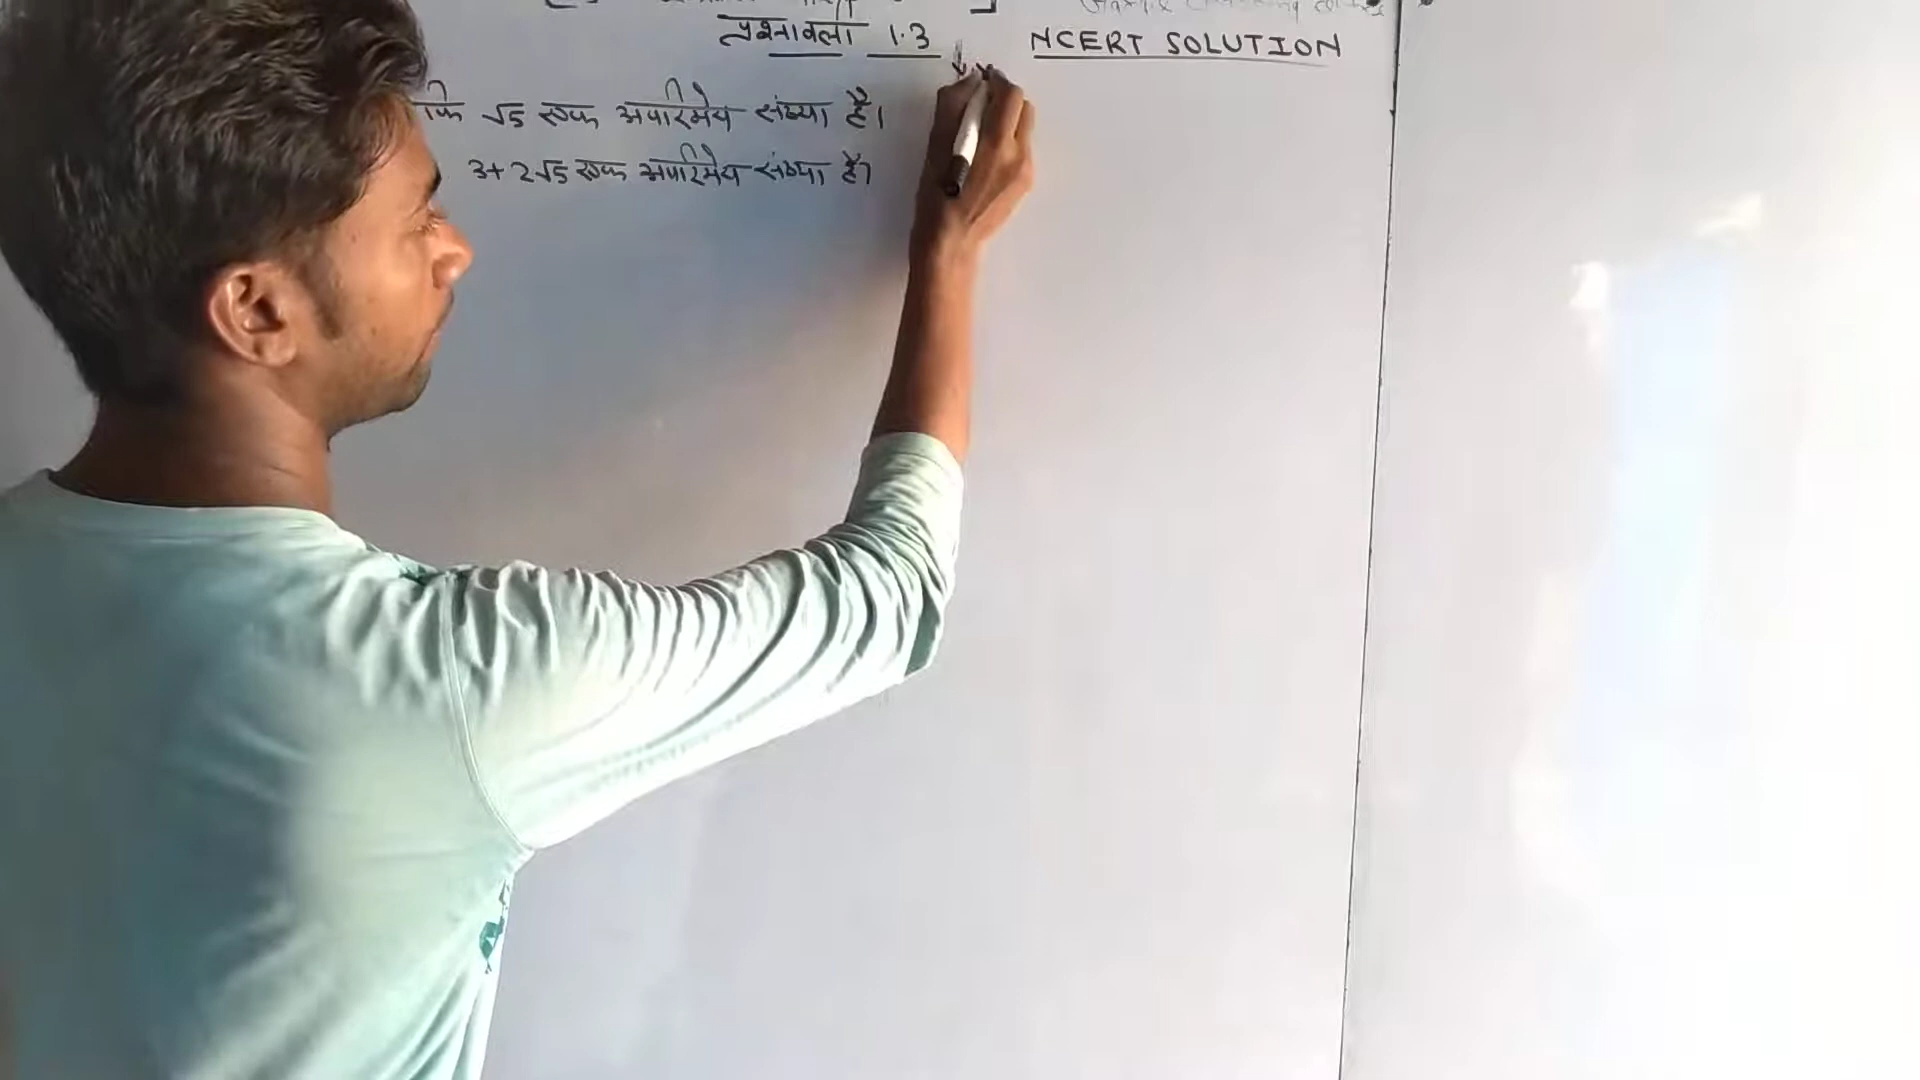 प्रश्नावली 1.3 NCERT SOLUTION
कि √5 एक अपरिमेय संख्या है।
3+2√5 एक अपरिमेय संख्या है।